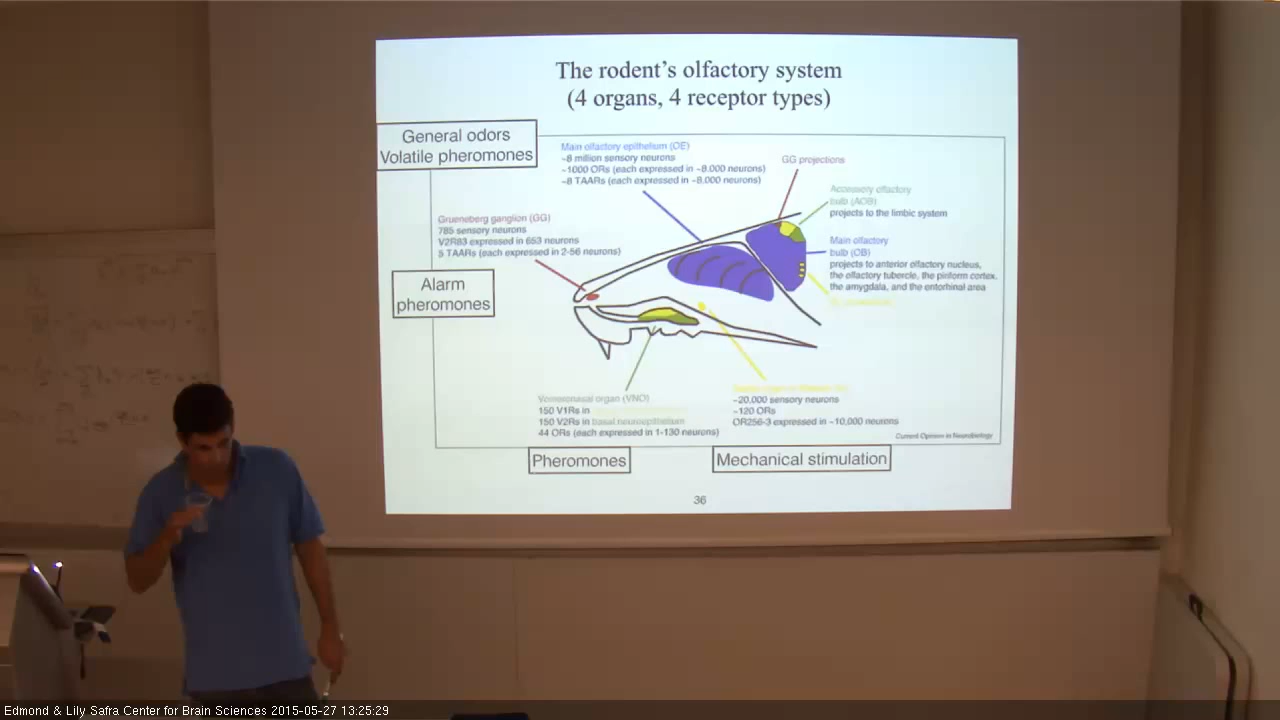 The rodent's olfactory system
(4 organs, 4 receptor types)
General odors
Volatile pheromones
Main olfactory epithelium (OE)
~8 million sensory neurons
~1000 ORs (each expressed in ~8.000 neurons)
~8 TAARs (each expressed in ~8.000 neurons)
GG projections
Accessory olfactory
bulb (AOB)
projects to the limbic system
Grueneberg ganglion (GG)
785 sensory neurons
V2R83 expressed in 653 neurons
5 TAARs (each expressed in 2-56 neurons)
Main olfactory
bulb (OB)
projects to anterior olfactory nucleus,
the olfactory tubercle, the piriform cortex,
the amygdala, and the entorhinal area
Alarm
pheromones
Vomeronasal organ (VNO)
150 V1Rs in
150 V2Rs in basal neuroepithelium
44 ORs (each expressed in 1-130 neurons)
~20.000 sensory neurons
~120 ORs
OR256-3 expressed in ~10,000 neurons
Current Opinion in Neurobiology
Pheromones
Mechanical stimulation
36
Edmond & Lily Safra Center for Brain Sciences 2015-05-27 13:25:29